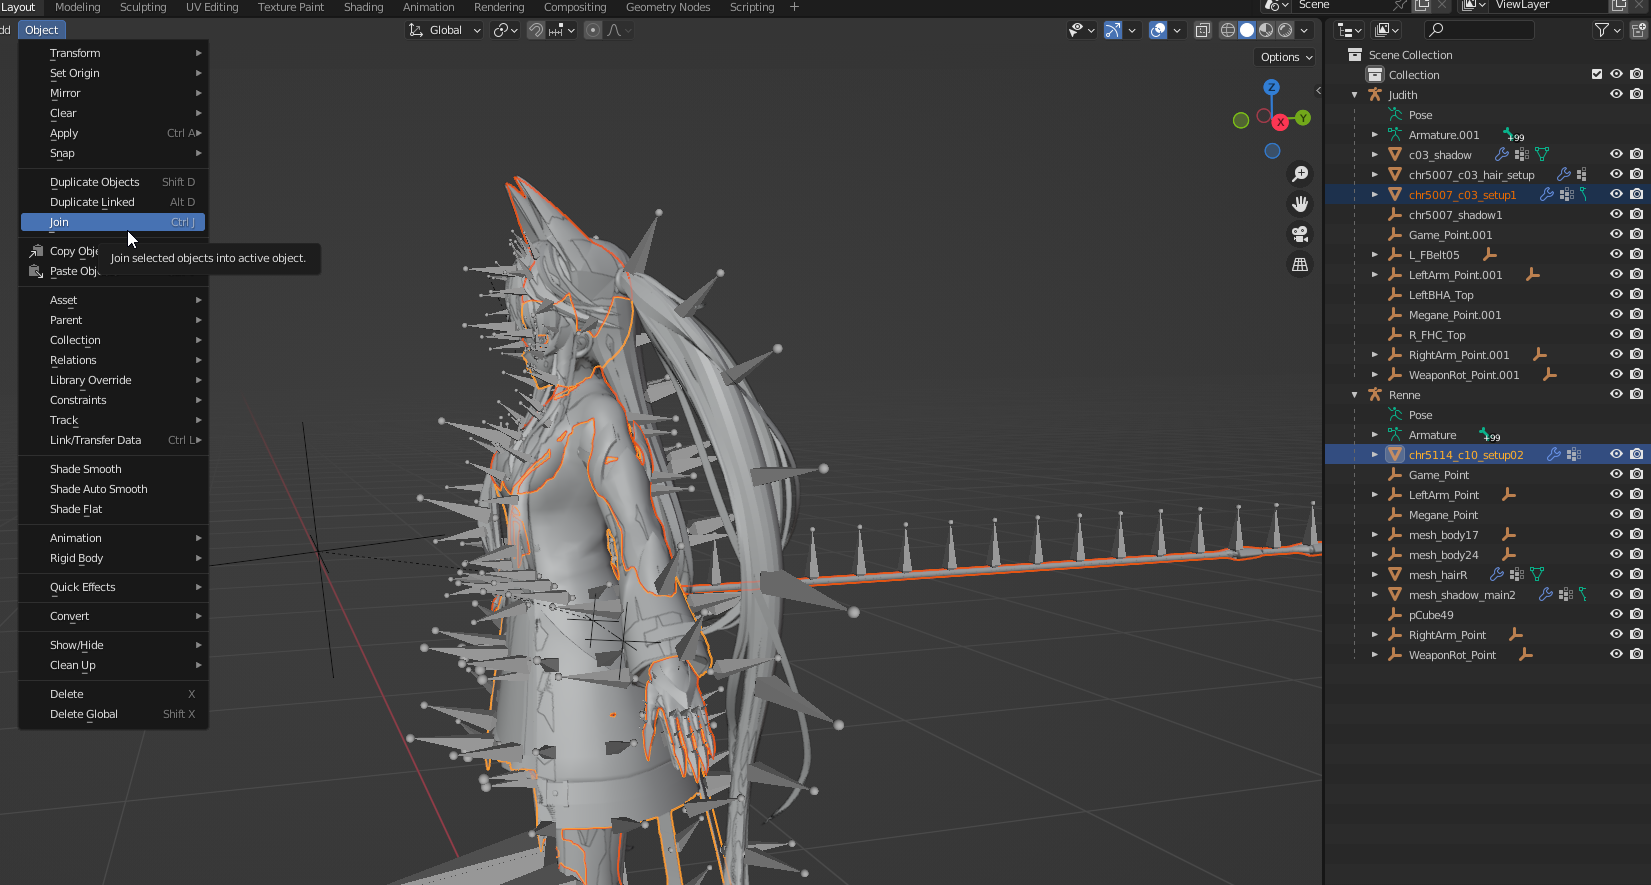 Layout Modeling Sculpting UV Editing Texture Paint Shading Animation Rendering Compositing Geometry Nodes Scripting + Scene ViewLayer
dd Object Global
Options
Transform
Set Origin
Mirror
Clear
Apply Ctrl A
Snap
Duplicate Objects Shift D
Duplicate Linked Alt D
Join Ctrl J
Copy Obje
Paste Obj
Join selected objects into active object.
Asset
Parent
Collection
Relations
Library Override
Constraints
Track
Link/Transfer Data Ctrl L
Shade Smooth
Shade Auto Smooth
Shade Flat
Animation
Rigid Body
Quick Effects
Convert
Show/Hide
Clean Up
Delete X
Delete Global Shift X
Z
Y
X
Scene Collection
Collection
Judith
Pose
Armature.001 +99
c03_shadow
chr5007_c03_hair_setup
chr5007_c03_setup1
chr5007_shadow1
Game_Point.001
L_FBelt05
LeftArm_Point.001
LeftBHA_Top
Megane_Point.001
R_FHC_Top
RightArm_Point.001
WeaponRot_Point.001
Renne
Pose
Armature +99
chr5114_c10_setup02
Game_Point
LeftArm_Point
Megane_Point
mesh_body17
mesh_body24
mesh_hairR
mesh_shadow_main2
pCube49
RightArm_Point
WeaponRot_Point